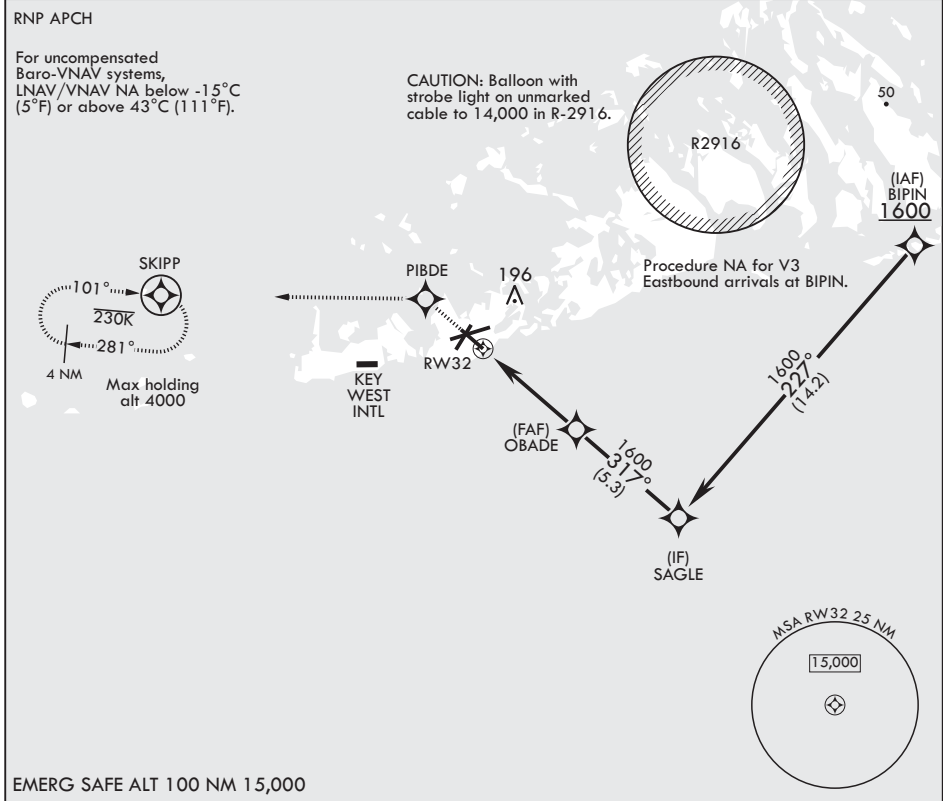 RNP APCH
For uncompensated
Baro-VNAV systems,
LNAV/VNAV NA below -15°C
(5°F) or above 43°C (111°F).
CAUTION: Balloon with
strobe light on unmarked
cable to 14,000 in R-2916.
R2916
50
(IAF)
BIPIN
1600
Procedure NA for V3
Eastbound arrivals at BIPIN.
SKIPP
101°
230K
281°
4 NM
Max holding
alt 4000
PIBDE
196
RW32
KEY
WEST
INTL
1600
227°
(14.2)
(FAF)
OBADE
1600
317°
(5.3)
(IF)
SAGLE
MSA RW32 25 NM
15,000
EMERG SAFE ALT 100 NM 15,000